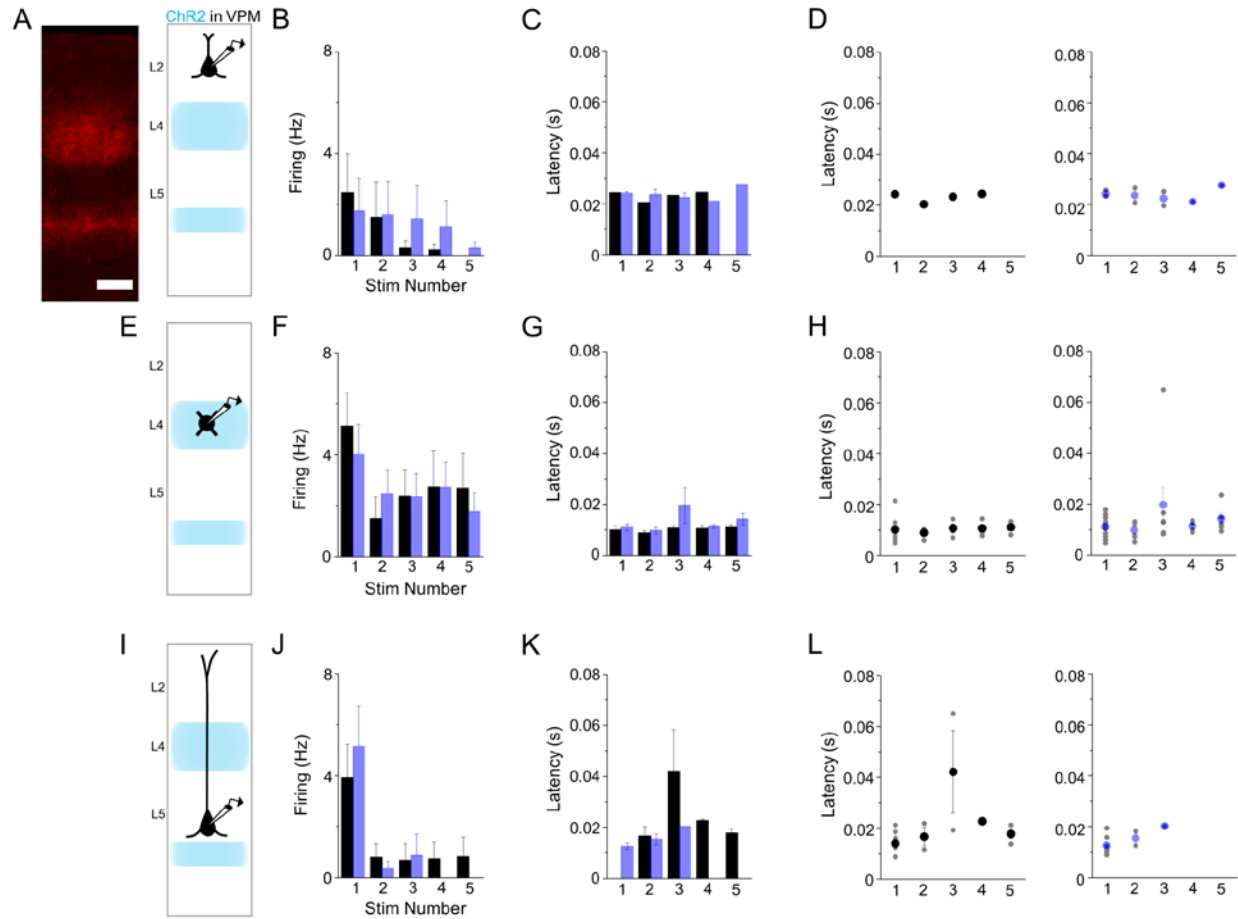 A
ChR2 in VPM
L2
L4
L5
B
Firing (Hz)
8
4
0
1 2 3 4 5
Stim Number
C
Latency (s)
0.08
0.06
0.04
0.02
0
1 2 3 4 5
D
Latency (s)
0.08
0.06
0.04
0.02
0
1 2 3 4 5
0.08
0.06
0.04
0.02
0
1 2 3 4 5
E
L2
L4
L5
F
Firing (Hz)
8
4
0
1 2 3 4 5
Stim Number
G
Latency (s)
0.08
0.06
0.04
0.02
0
1 2 3 4 5
H
Latency (s)
0.08
0.06
0.04
0.02
0
1 2 3 4 5
0.08
0.06
0.04
0.02
0
1 2 3 4 5
I
L2
L4
L5
J
Firing (Hz)
8
4
0
1 2 3 4 5
Stim Number
K
Latency (s)
0.08
0.06
0.04
0.02
0
1 2 3 4 5
L
Latency (s)
0.08
0.06
0.04
0.02
0
1 2 3 4 5
0.08
0.06
0.04
0.02
0
1 2 3 4 5